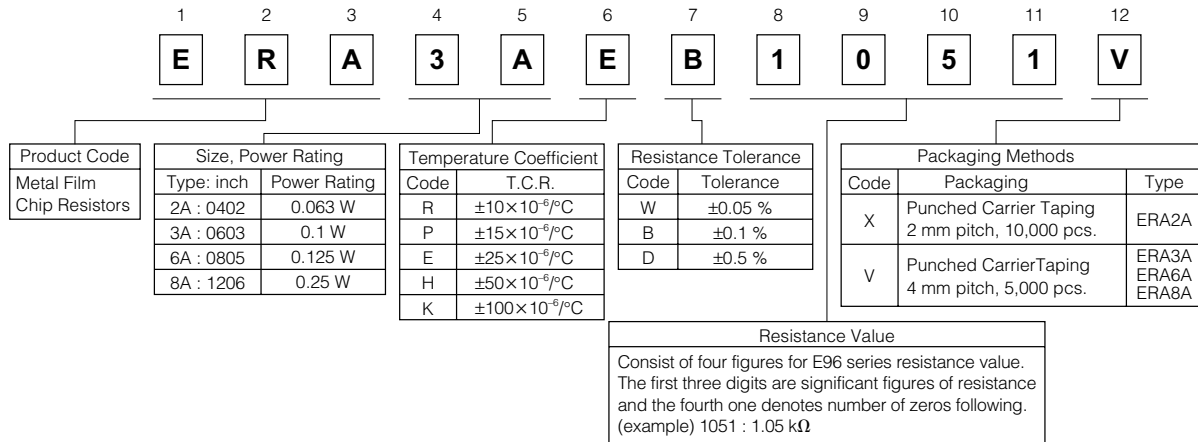 1 2 3 4 5 6 7 8 9 10 11 12
E R A 3 A E B 1 0 5 1 V
Product Code
Metal Film
Chip Resistors
Size, Power Rating
Type: inch Power Rating
2A : 0402 0.063 W
3A : 0603 0.1 W
6A : 0805 0.125 W
8A : 1206 0.25 W
Temperature Coefficient
Code T.C.R.
R ±10×10⁻⁶/°C
P ±15×10⁻⁶/°C
E ±25×10⁻⁶/°C
H ±50×10⁻⁶/°C
K ±100×10⁻⁶/°C
Resistance Tolerance
Code Tolerance
W ±0.05 %
B ±0.1 %
D ±0.5 %
Packaging Methods
Code Packaging Type
X Punched Carrier Taping
2 mm pitch, 10,000 pcs. ERA2A
V Punched CarrierTaping
4 mm pitch, 5,000 pcs. ERA3A
ERA6A
ERA8A
Resistance Value
Consist of four figures for E96 series resistance value.
The first three digits are significant figures of resistance
and the fourth one denotes number of zeros following.
(example) 1051 : 1.05 kΩ